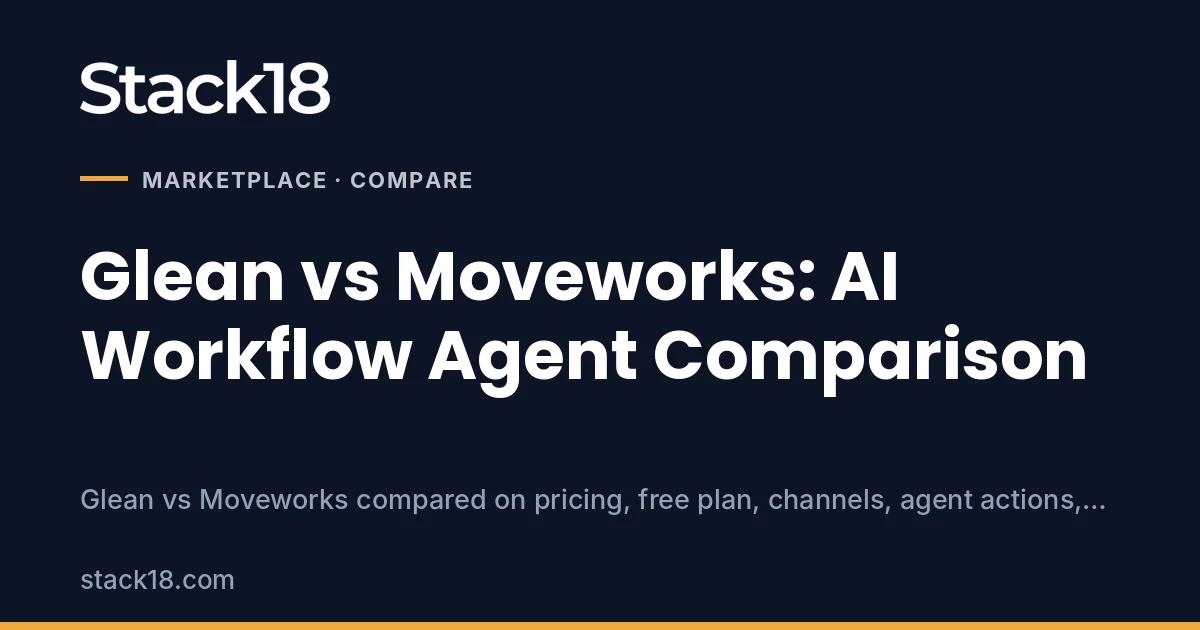 Stack18
MARKETPLACE · COMPARE
Glean vs Moveworks: AI
Workflow Agent Comparison
Glean vs Moveworks compared on pricing, free plan, channels, agent actions,...
stack18.com